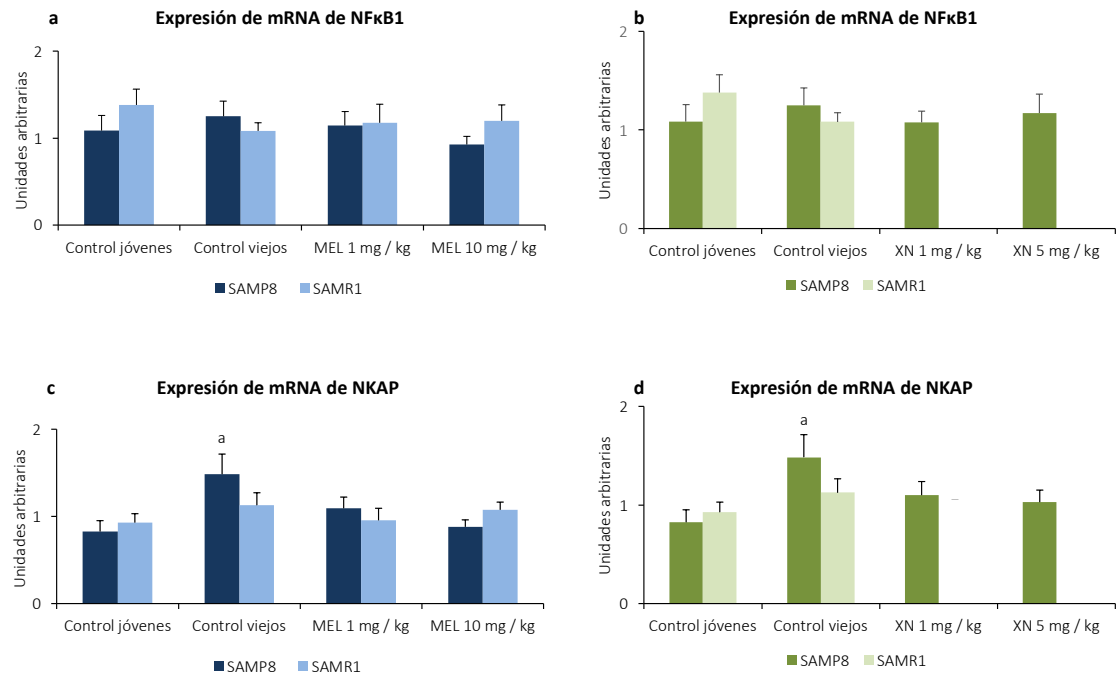 a
Expresión de mRNA de NFκB1
Unidades arbitrarias
2
1
0
Control jóvenes
Control viejos
MEL 1 mg / kg
MEL 10 mg / kg
SAMP8
SAMR1
b
Expresión de mRNA de NFκB1
Unidades arbitrarias
2
1
0
Control jóvenes
Control viejos
XN 1 mg / kg
XN 5 mg / kg
SAMP8
SAMR1
c
Expresión de mRNA de NKAP
Unidades arbitrarias
2
1
0
a
Control jóvenes
Control viejos
MEL 1 mg / kg
MEL 10 mg / kg
SAMP8
SAMR1
d
Expresión de mRNA de NKAP
Unidades arbitrarias
2
1
0
a
Control jóvenes
Control viejos
XN 1 mg / kg
XN 5 mg / kg
SAMP8
SAMR1